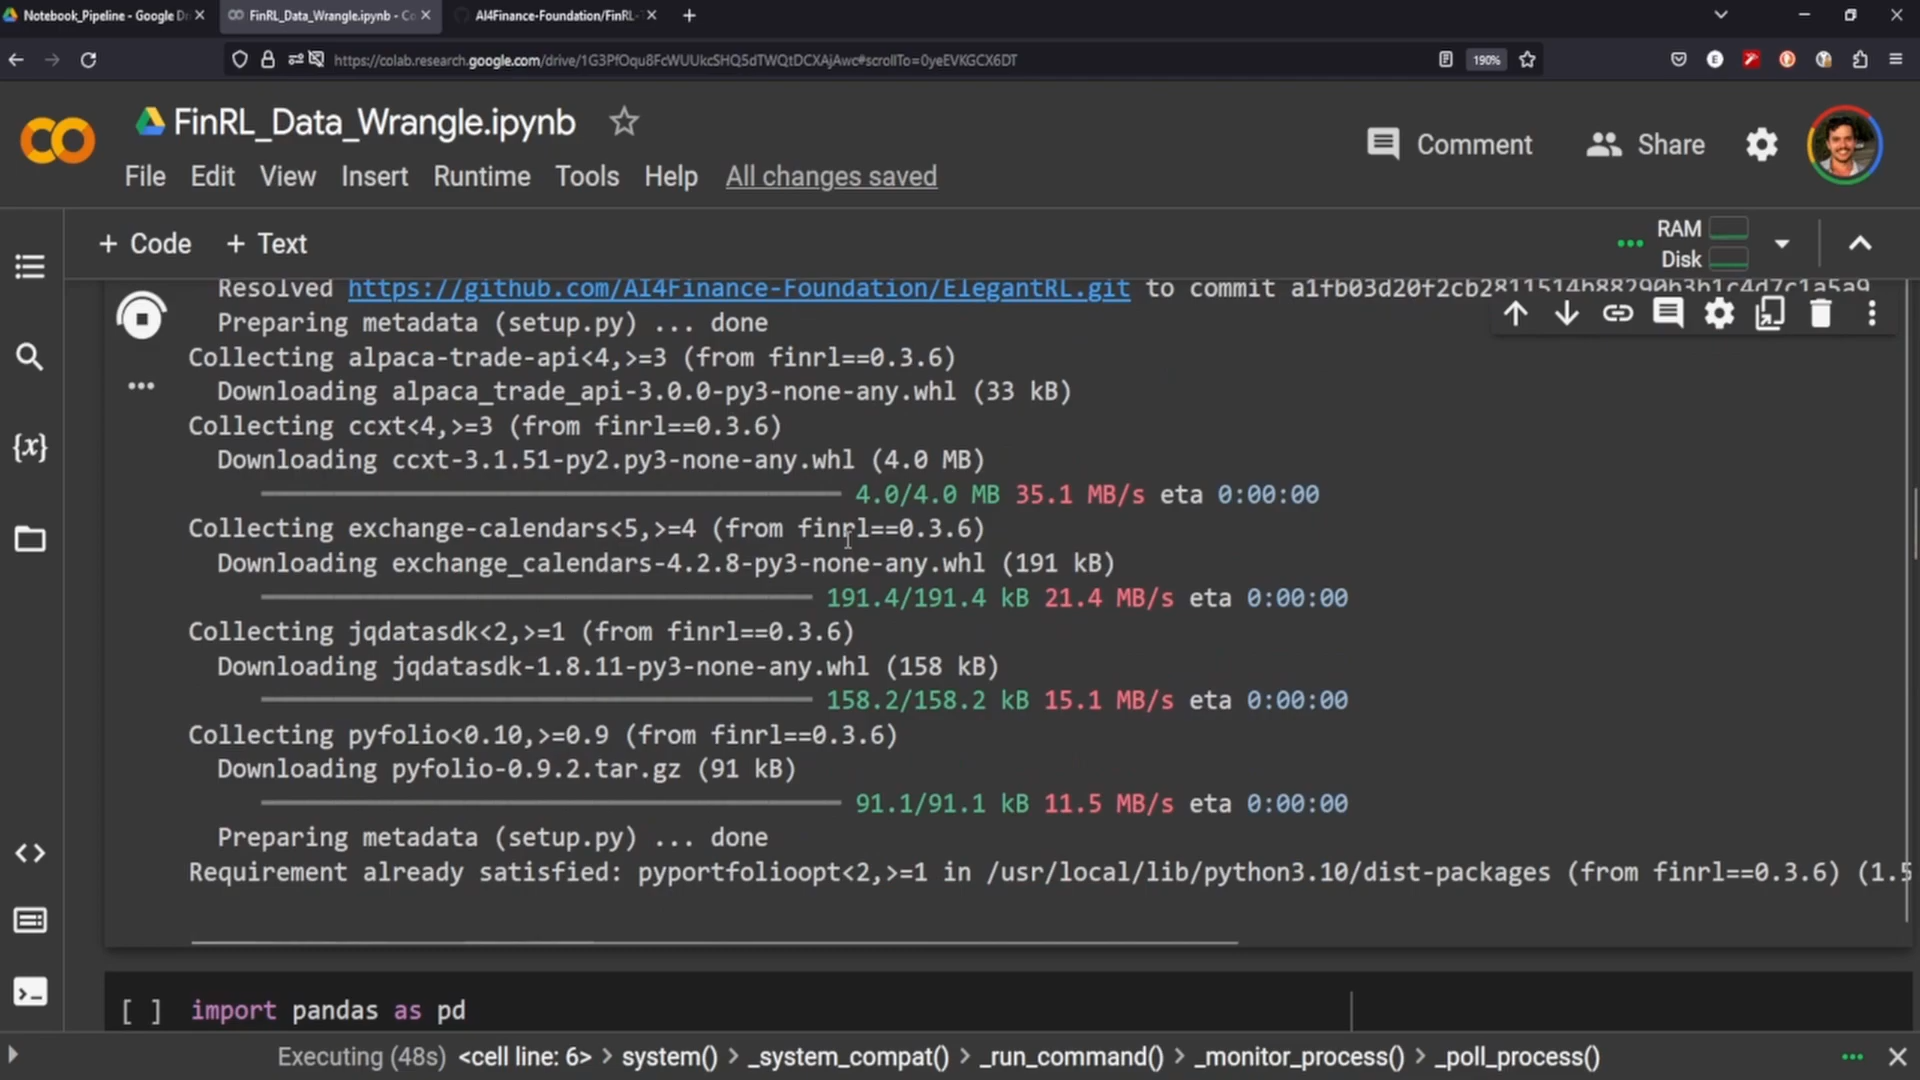 Notebook_Pipeline - Google Dr
FinRL_Data_Wrangle.ipynb - Co
AI4Finance-Foundation/FinRL-
https://colab.research.google.com/drive/1G3PfOqu8FcWUUkcSHQ5dTWQtDCXAjAwc#scrollTo=0yeEVKGCX6DT
190%
FinRL_Data_Wrangle.ipynb
Comment
Share
File Edit View Insert Runtime Tools Help All changes saved
+ Code + Text
RAM
Disk
Resolved https://github.com/AI4Finance-Foundation/ElegantRL.git to commit a1fb03d20f2cb2811514b88290b3b1c4d7c1a5a9
Preparing metadata (setup.py) ... done
Collecting alpaca-trade-api<4,>=3 (from finrl==0.3.6)
Downloading alpaca_trade_api-3.0.0-py3-none-any.whl (33 kB)
Collecting ccxt<4,>=3 (from finrl==0.3.6)
Downloading ccxt-3.1.51-py2.py3-none-any.whl (4.0 MB)
4.0/4.0 MB 35.1 MB/s eta 0:00:00
Collecting exchange-calendars<5,>=4 (from finrl==0.3.6)
Downloading exchange_calendars-4.2.8-py3-none-any.whl (191 kB)
191.4/191.4 kB 21.4 MB/s eta 0:00:00
Collecting jqdatasdk<2,>=1 (from finrl==0.3.6)
Downloading jqdatasdk-1.8.11-py3-none-any.whl (158 kB)
158.2/158.2 kB 15.1 MB/s eta 0:00:00
Collecting pyfolio<0.10,>=0.9 (from finrl==0.3.6)
Downloading pyfolio-0.9.2.tar.gz (91 kB)
91.1/91.1 kB 11.5 MB/s eta 0:00:00
Preparing metadata (setup.py) ... done
Requirement already satisfied: pyportfolioopt<2,>=1 in /usr/local/lib/python3.10/dist-packages (from finrl==0.3.6) (1.5
[ ] import pandas as pd
Executing (48s) <cell line: 6> > system() > _system_compat() > _run_command() > _monitor_process() > _poll_process()